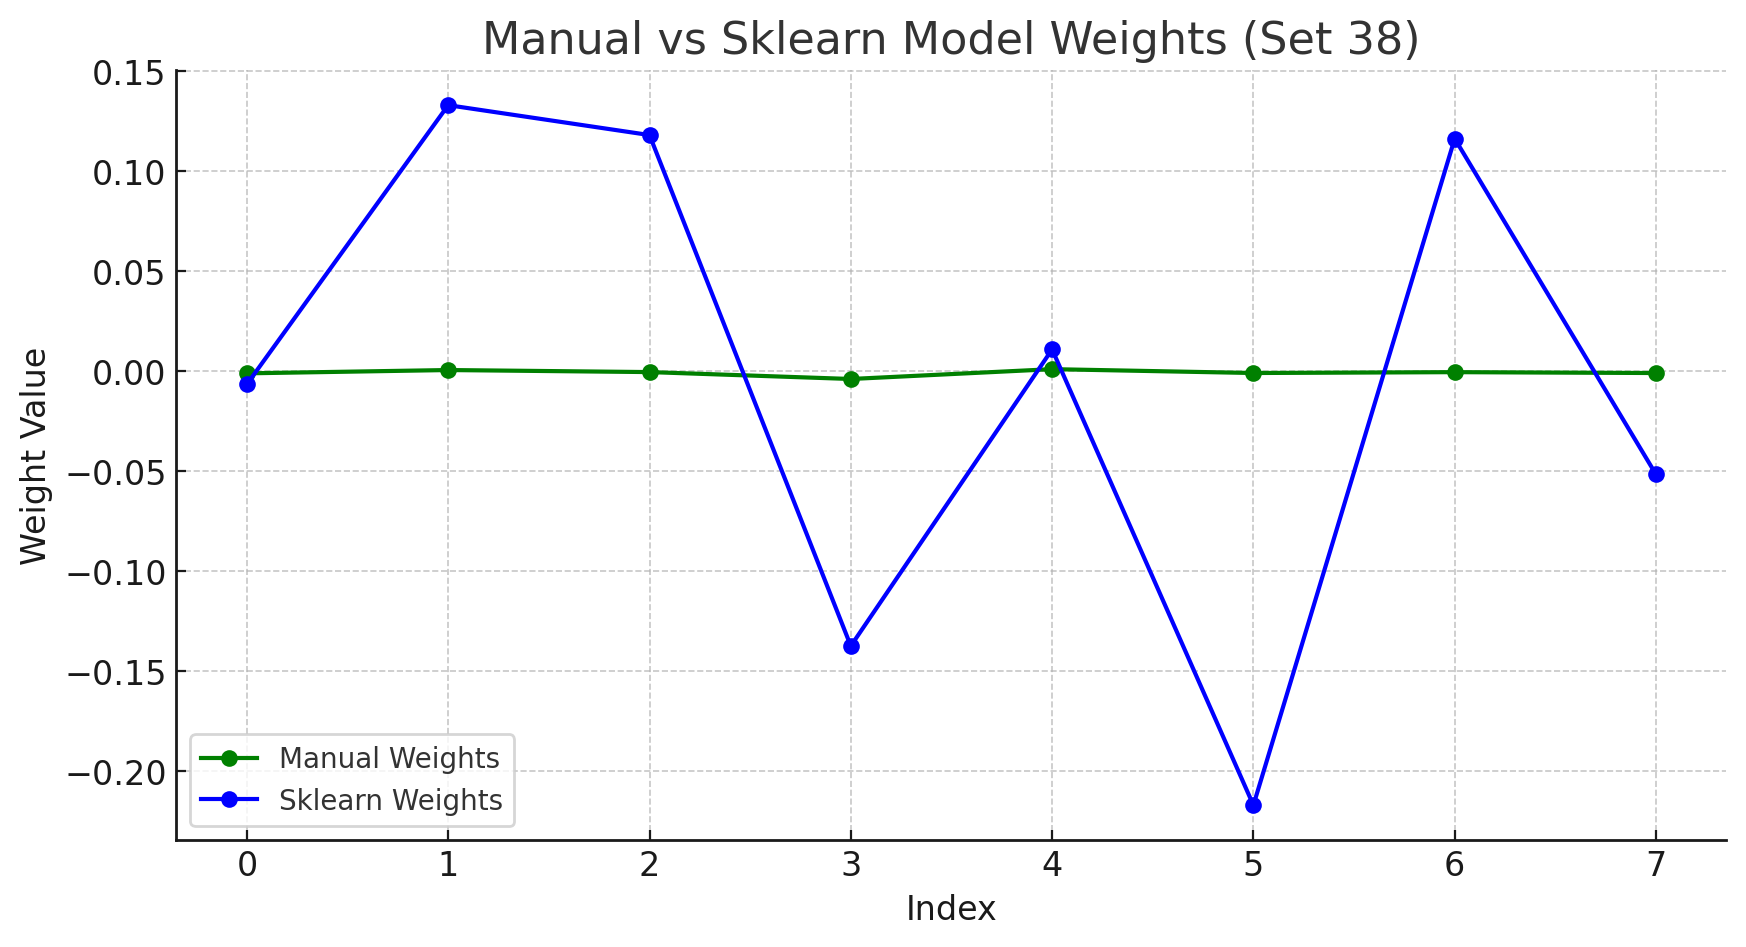 Manual vs Sklearn Model Weights (Set 38)
0.15
0.10
0.05
0.00
−0.05
−0.10
−0.15
−0.20
Weight Value
Manual Weights
Sklearn Weights
0 1 2 3 4 5 6 7
Index